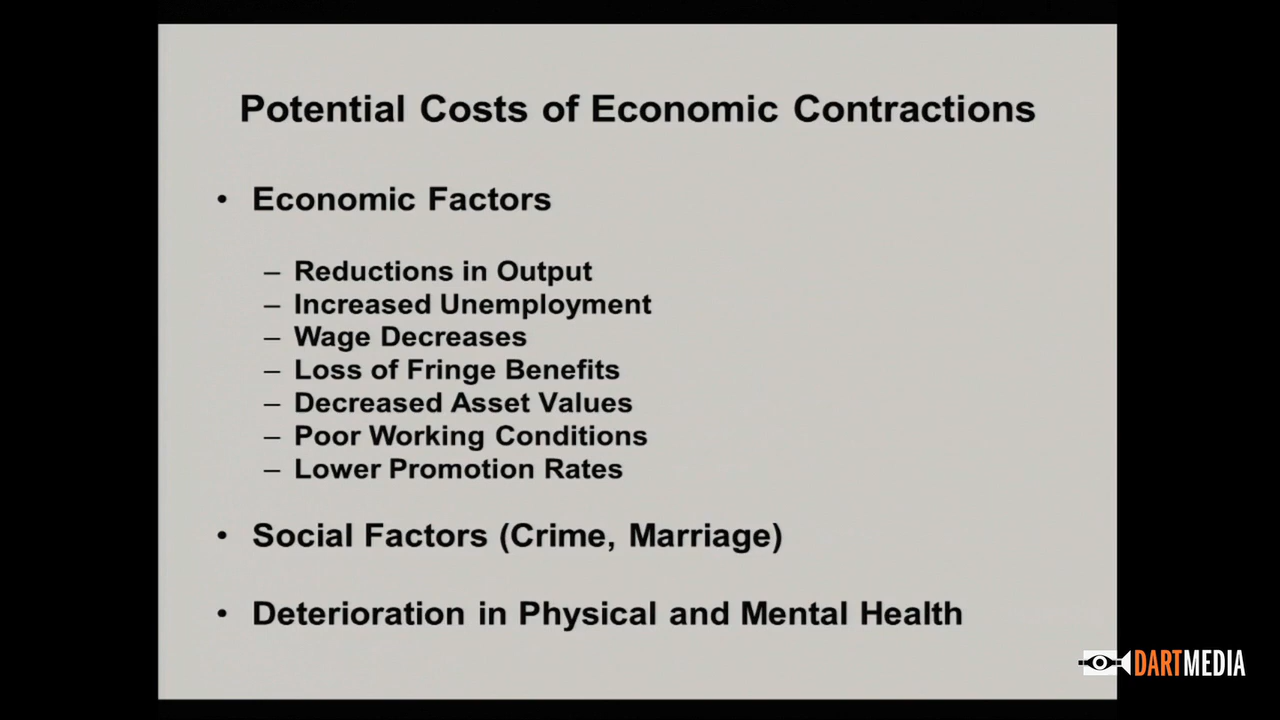 Potential Costs of Economic Contractions
• Economic Factors
– Reductions in Output
– Increased Unemployment
– Wage Decreases
– Loss of Fringe Benefits
– Decreased Asset Values
– Poor Working Conditions
– Lower Promotion Rates
• Social Factors (Crime, Marriage)
• Deterioration in Physical and Mental Health
DARTMEDIA